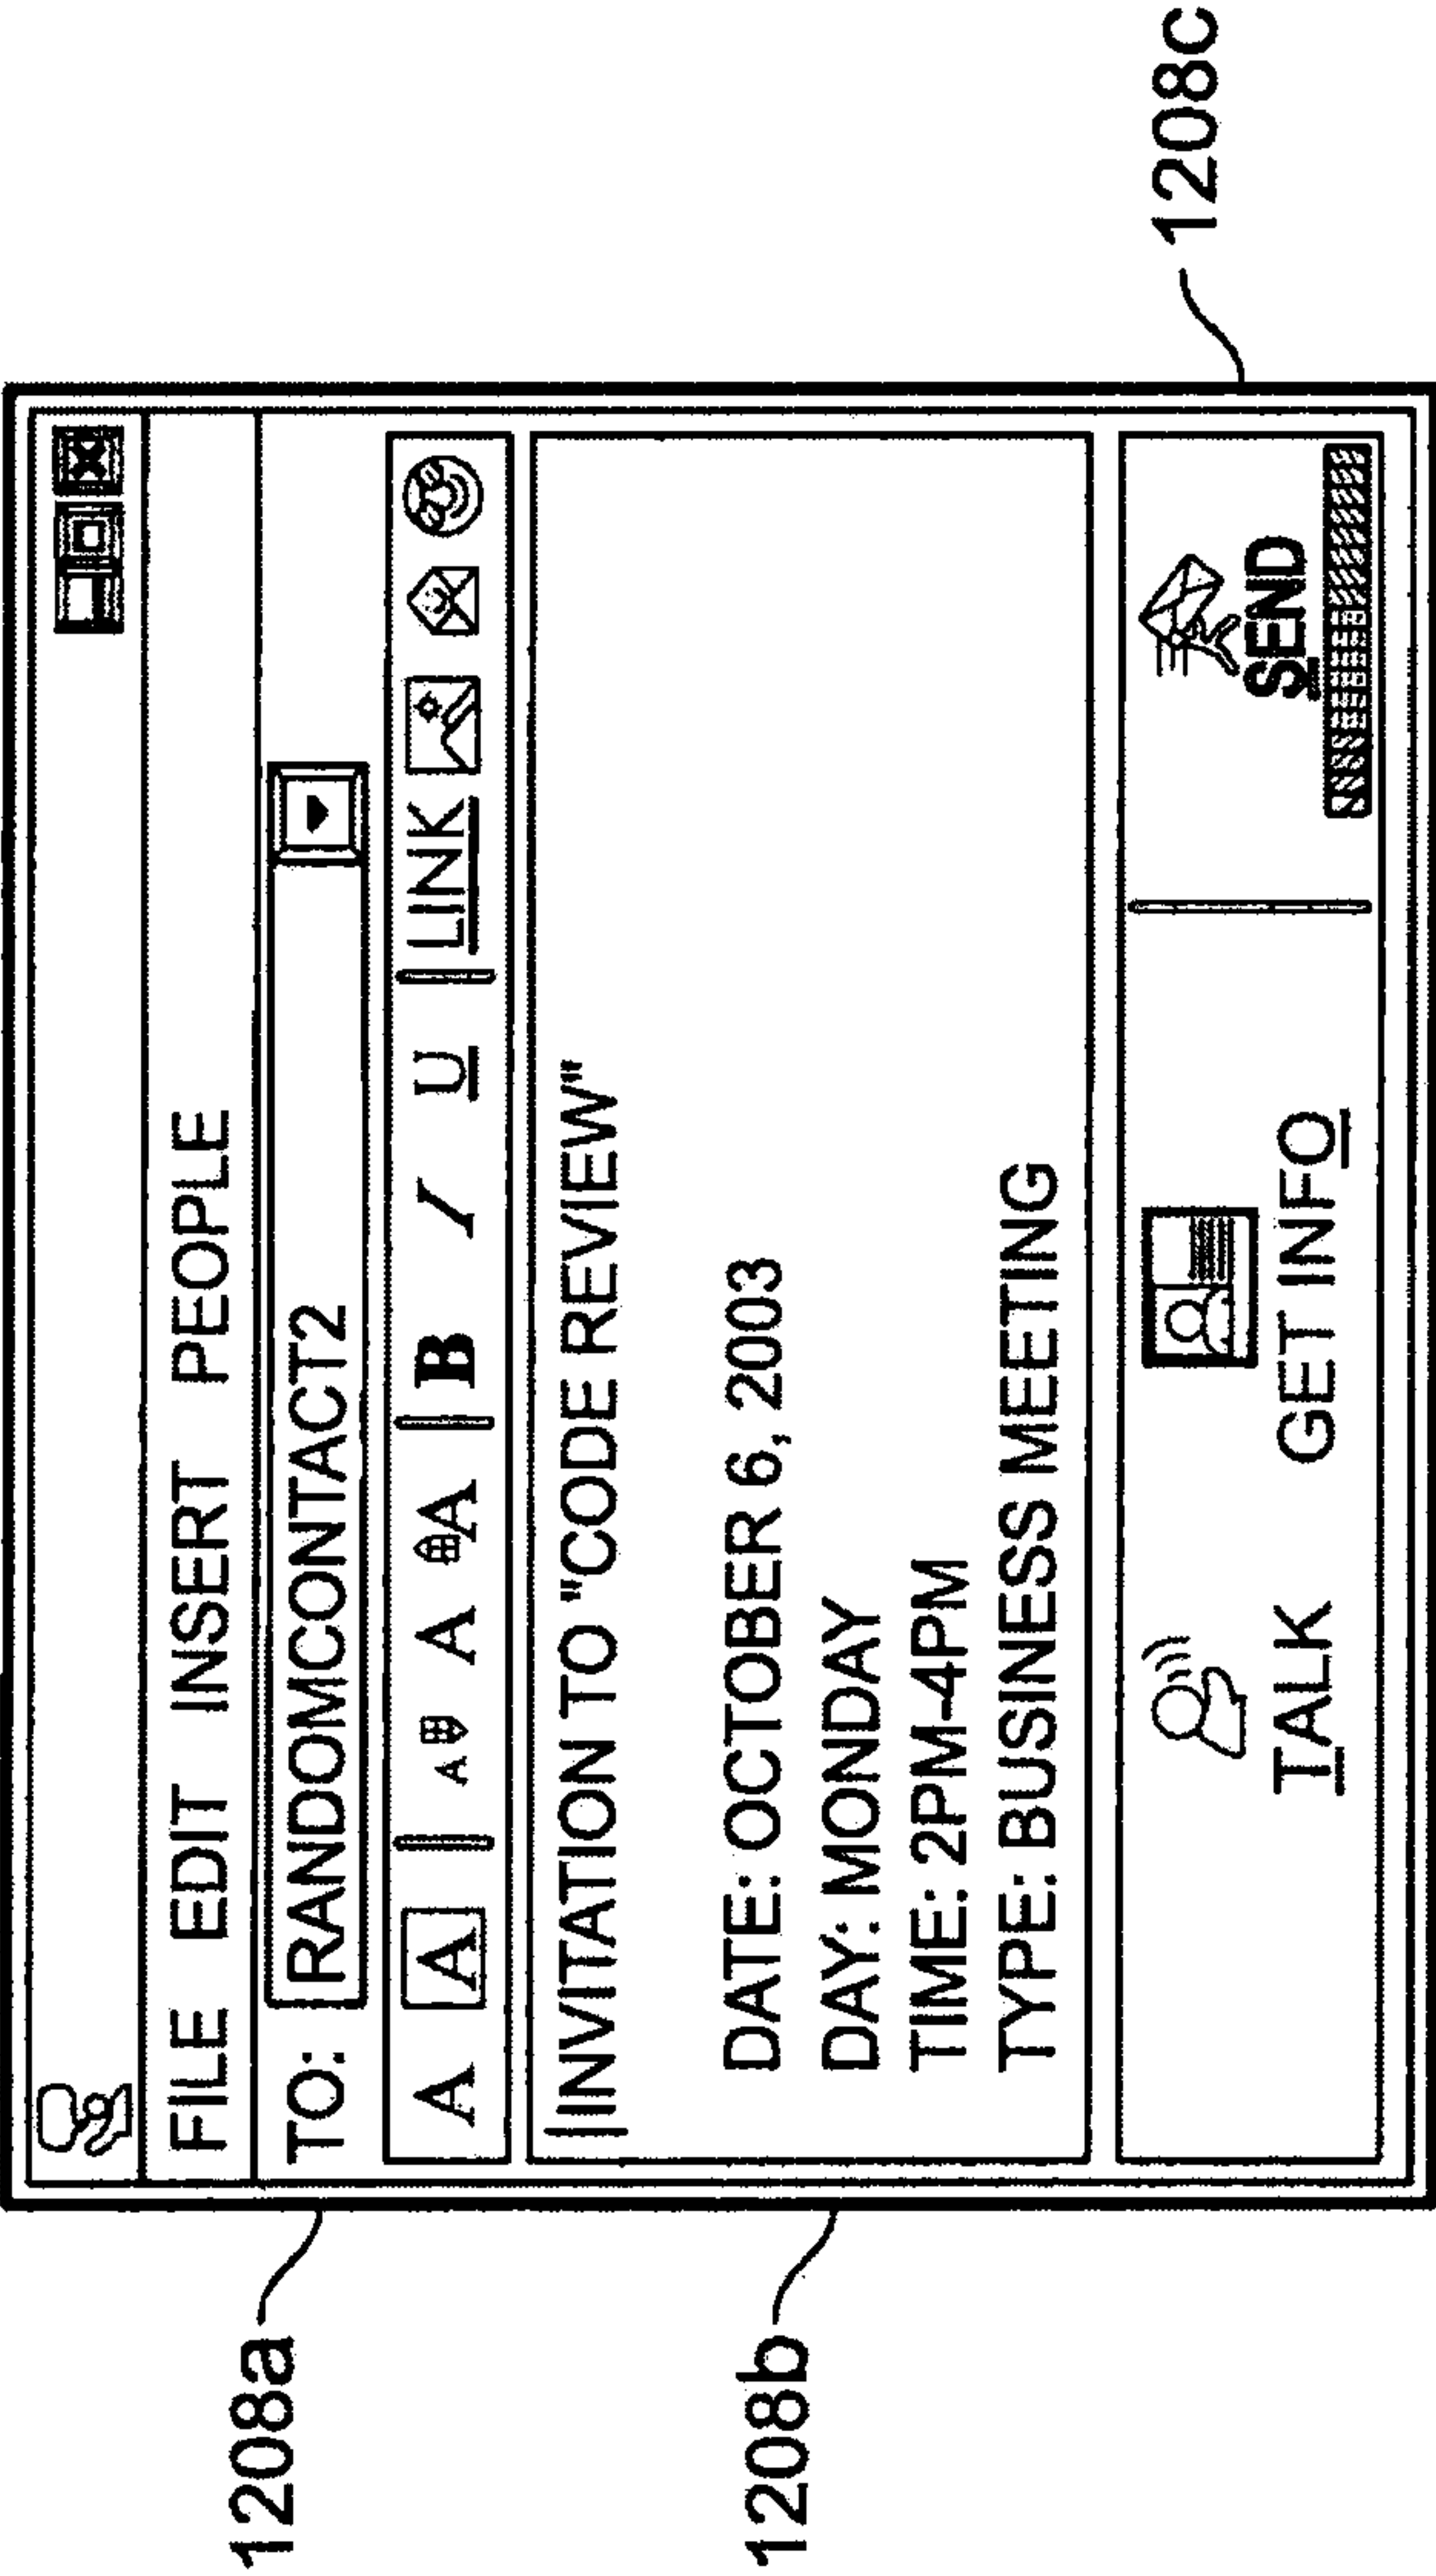 FILE EDIT INSERT PEOPLE
1208a
TO: RANDOMCONTACT2
A A A A A B I U LINK
INVITATION TO "CODE REVIEW"
1208b
DATE: OCTOBER 6, 2003
DAY: MONDAY
TIME: 2PM-4PM
TYPE: BUSINESS MEETING
1208c
TALK GET INFO SEND